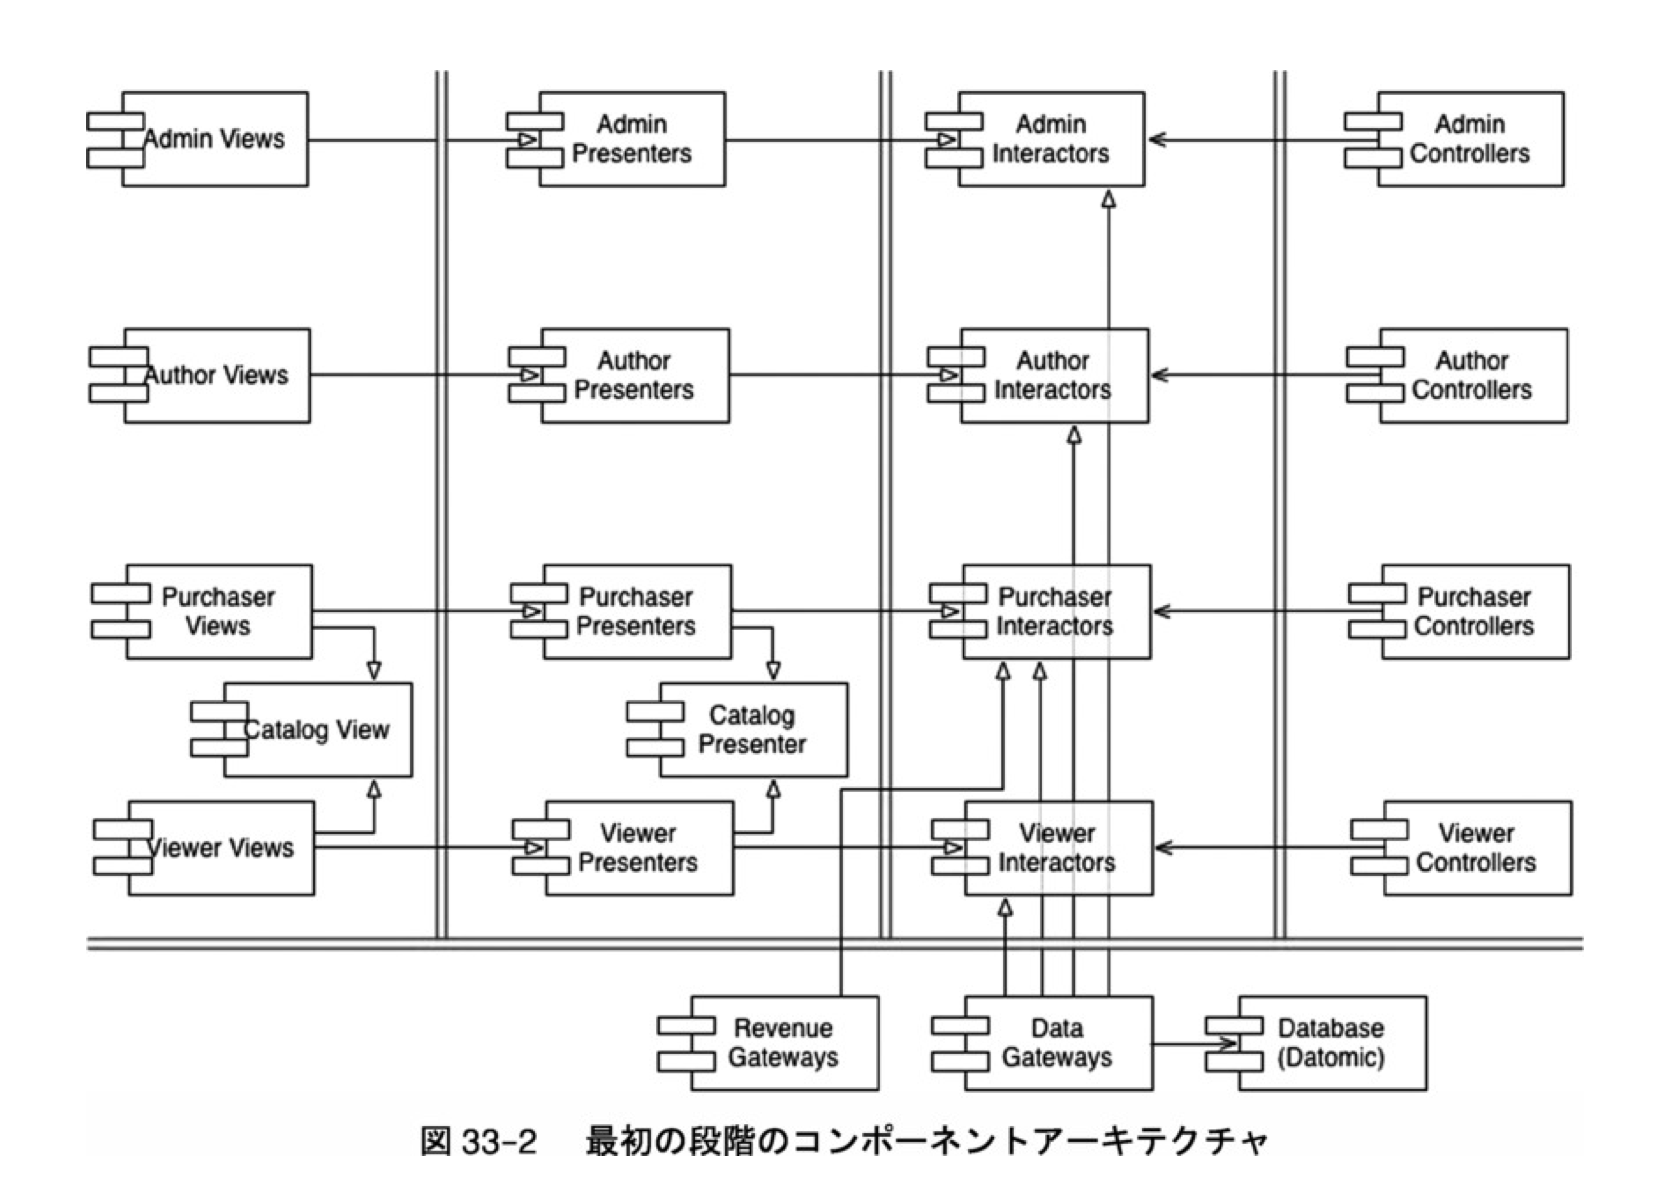 Admin Views
Admin
Presenters
Admin
Interactors
Admin
Controllers
Author Views
Author
Presenters
Author
Interactors
Author
Controllers
Purchaser
Views
Purchaser
Presenters
Purchaser
Interactors
Purchaser
Controllers
Catalog View
Catalog
Presenter
Viewer Views
Viewer
Presenters
Viewer
Interactors
Viewer
Controllers
Revenue
Gateways
Data
Gateways
Database
(Datomic)
図 33-2 最初の段階のコンポーネントアーキテクチャ